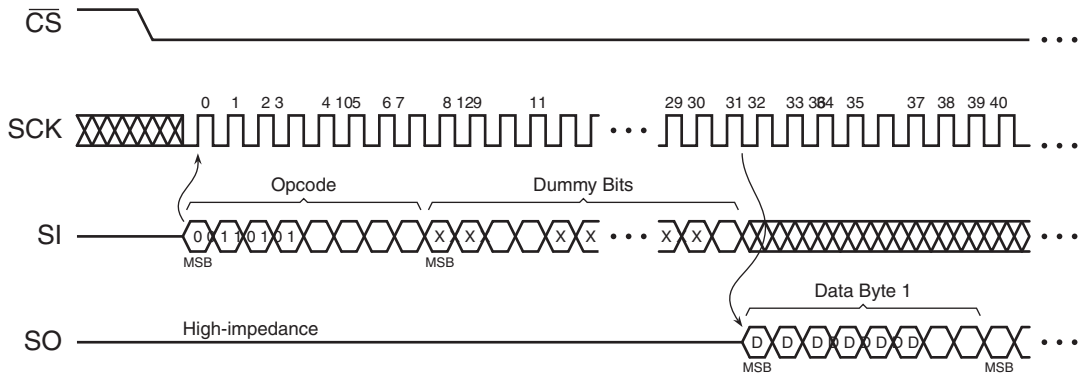 CS
0 1 2 3 4 10 5 6 7 8 12 9 11 29 30 31 32 33 36 34 35 37 38 39 40
SCK
Opcode Dummy Bits
SI 0 0 1 1 0 1 0 1 X X X X X X
MSB MSB
Data Byte 1
High-impedance
SO D D D D D D D D
MSB MSB